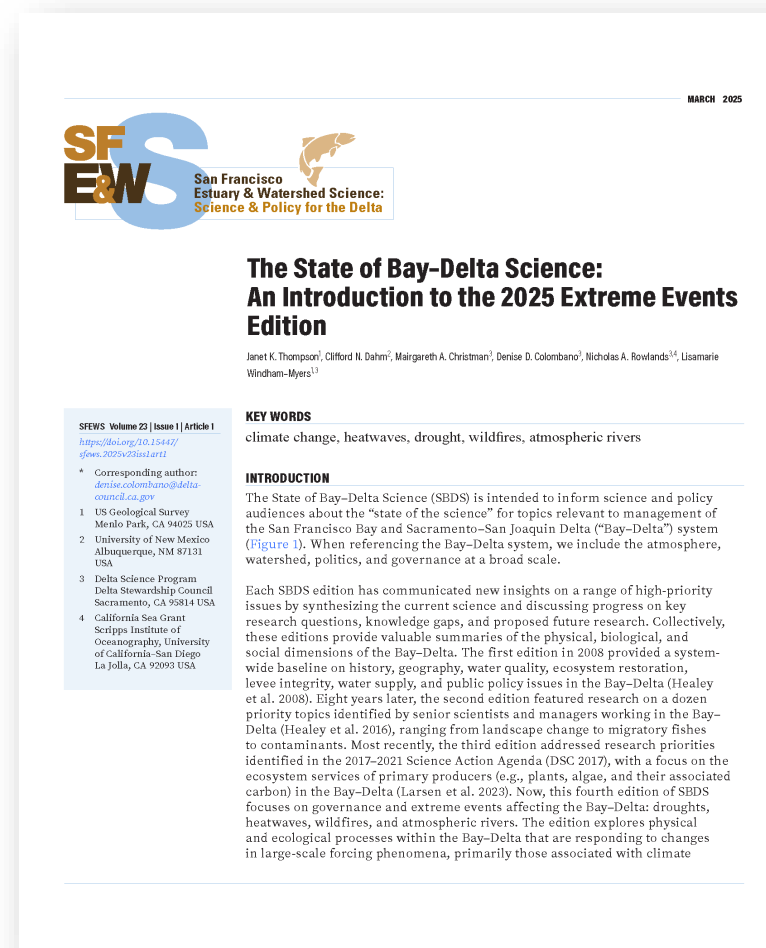 MARCH 2025
SF
E&W
S
San Francisco
Estuary & Watershed Science:
Science & Policy for the Delta
The State of Bay–Delta Science:
An Introduction to the 2025 Extreme Events
Edition
Janet K. Thompson1, Clifford N. Dahm2, Mairgareth A. Christman3, Denise D. Colombano3, Nicholas A. Rowlands3,4, Lisamarie
Windham–Myers1,3
SFEWS Volume 23 | Issue 1 | Article 1
https://doi.org/10.15447/
sfews.2025v23iss1art1
* Corresponding author:
denise.colombano@delta-
council.ca.gov
1 US Geological Survey
Menlo Park, CA 94025 USA
2 University of New Mexico
Albuquerque, NM 87131
USA
3 Delta Science Program
Delta Stewardship Council
Sacramento, CA 95814 USA
4 California Sea Grant
Scripps Institute of
Oceanography, University
of California–San Diego
La Jolla, CA 92093 USA
KEY WORDS
climate change, heatwaves, drought, wildfires, atmospheric rivers
INTRODUCTION
The State of Bay–Delta Science (SBDS) is intended to inform science and policy
audiences about the “state of the science” for topics relevant to management of
the San Francisco Bay and Sacramento–San Joaquin Delta (“Bay–Delta”) system
(Figure 1). When referencing the Bay–Delta system, we include the atmosphere,
watershed, politics, and governance at a broad scale.
Each SBDS edition has communicated new insights on a range of high-priority
issues by synthesizing the current science and discussing progress on key
research questions, knowledge gaps, and proposed future research. Collectively,
these editions provide valuable summaries of the physical, biological, and
social dimensions of the Bay–Delta. The first edition in 2008 provided a system-
wide baseline on history, geography, water quality, ecosystem restoration,
levee integrity, water supply, and public policy issues in the Bay–Delta (Healey
et al. 2008). Eight years later, the second edition featured research on a dozen
priority topics identified by senior scientists and managers working in the Bay–
Delta (Healey et al. 2016), ranging from landscape change to migratory fishes
to contaminants. Most recently, the third edition addressed research priorities
identified in the 2017–2021 Science Action Agenda (DSC 2017), with a focus on the
ecosystem services of primary producers (e.g., plants, algae, and their associated
carbon) in the Bay–Delta (Larsen et al. 2023). Now, this fourth edition of SBDS
focuses on governance and extreme events affecting the Bay–Delta: droughts,
heatwaves, wildfires, and atmospheric rivers. The edition explores physical
and ecological processes within the Bay–Delta that are responding to changes
in large-scale forcing phenomena, primarily those associated with climate